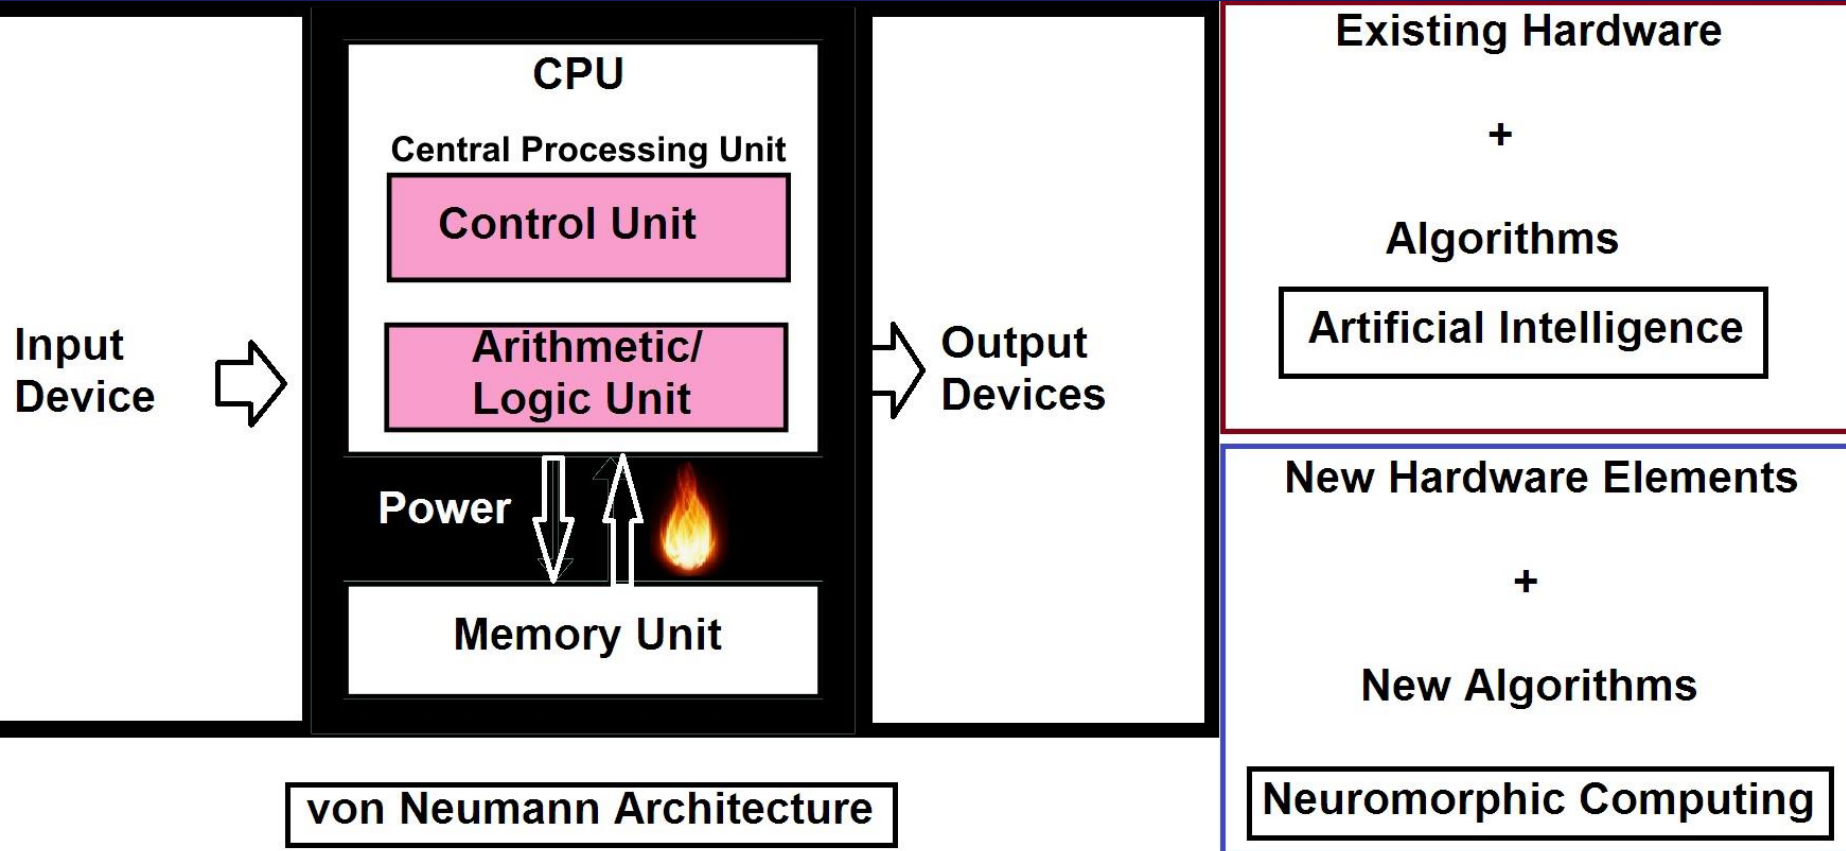 CPU
Central Processing Unit
Control Unit
Arithmetic/
Logic Unit
Input
Device
Output
Devices
Power
Memory Unit
von Neumann Architecture
Existing Hardware
+
Algorithms
Artificial Intelligence
New Hardware Elements
+
New Algorithms
Neuromorphic Computing